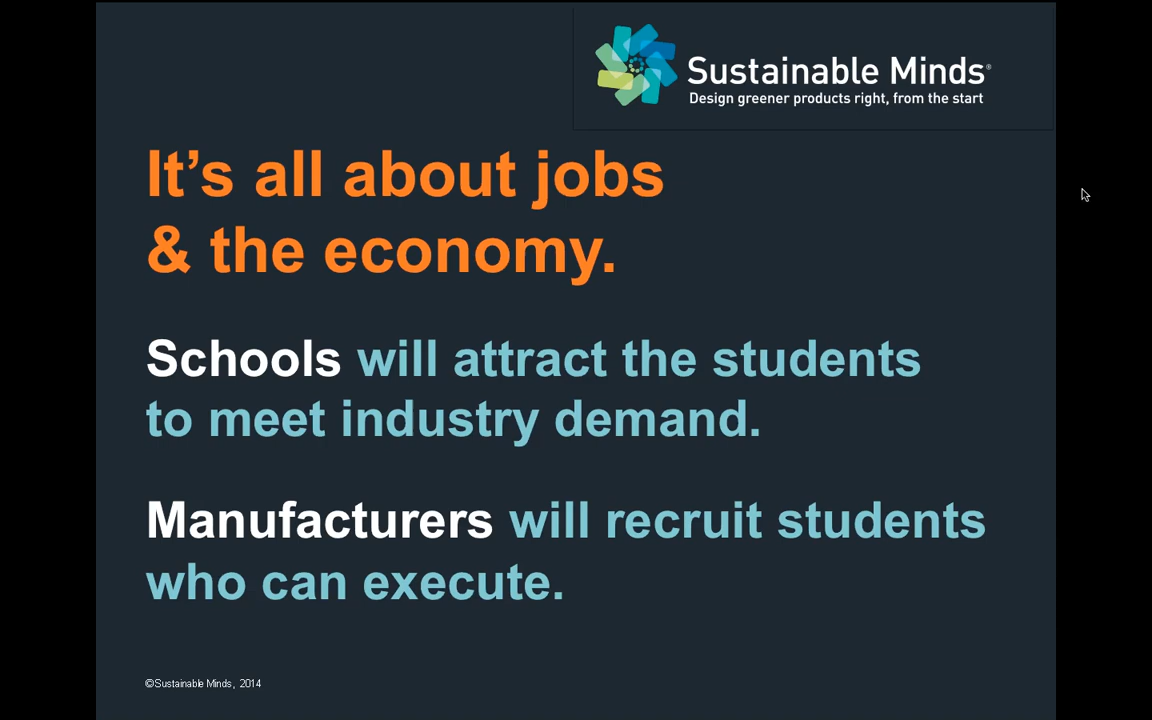 Sustainable Minds®
Design greener products right, from the start
It's all about jobs
& the economy.
Schools will attract the students
to meet industry demand.
Manufacturers will recruit students
who can execute.
©Sustainable Minds, 2014